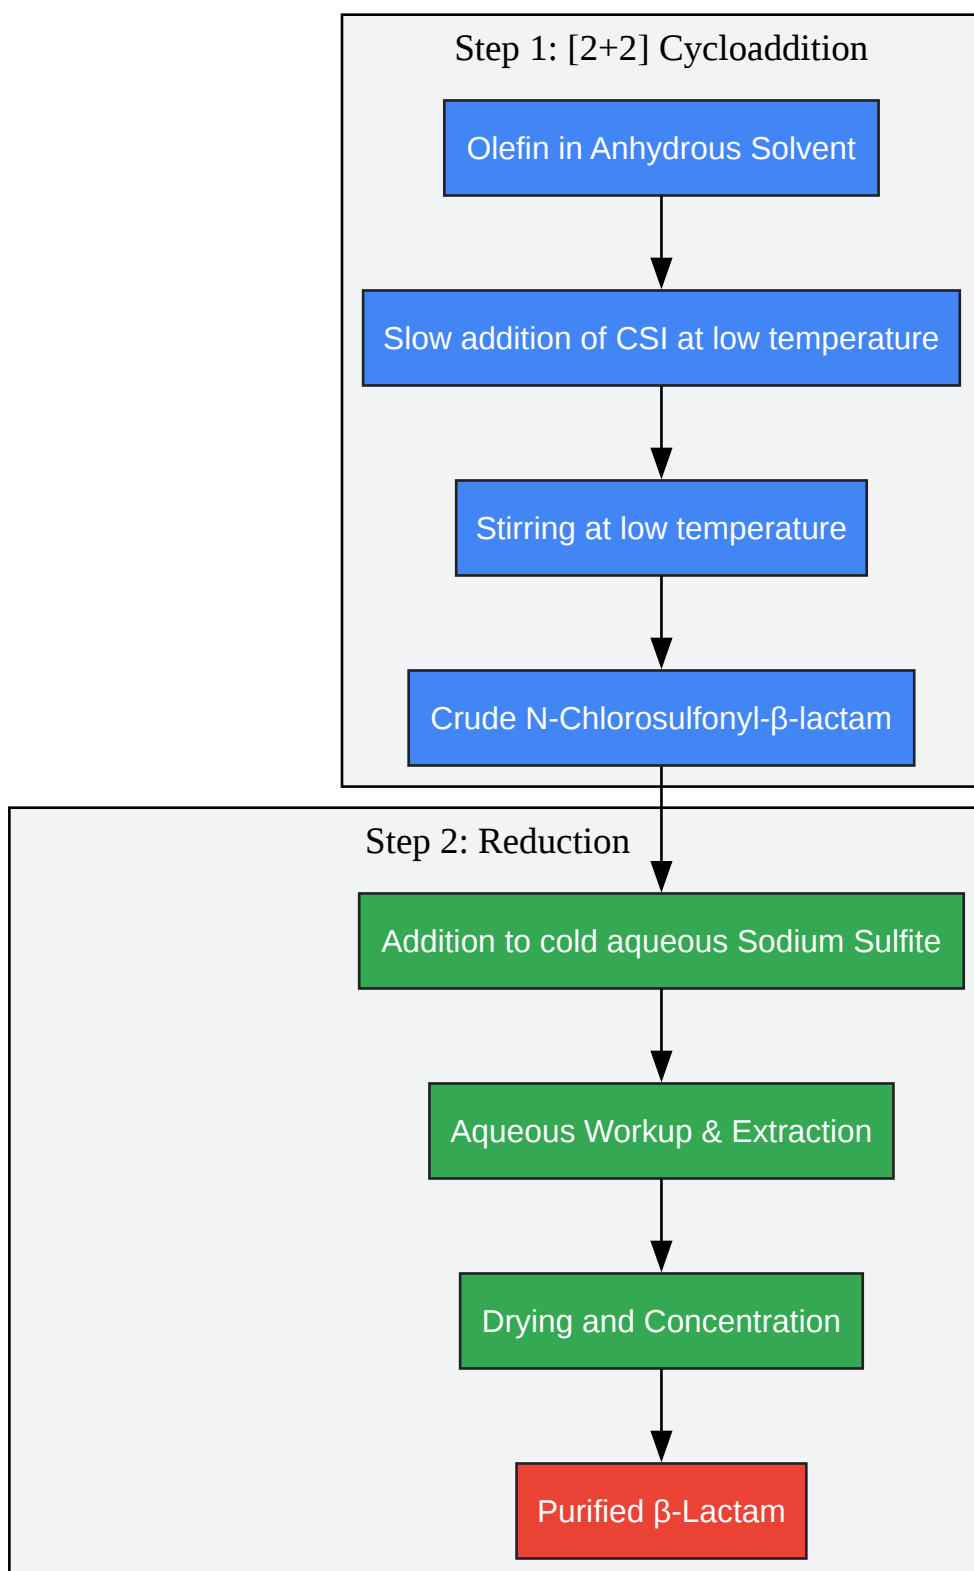 Step 1: [2+2] Cycloaddition
Olefin in Anhydrous Solvent
Slow addition of CSI at low temperature
Stirring at low temperature
Crude N-Chlorosulfonyl-β-lactam
Step 2: Reduction
Addition to cold aqueous Sodium Sulfite
Aqueous Workup & Extraction
Drying and Concentration
Purified β-Lactam